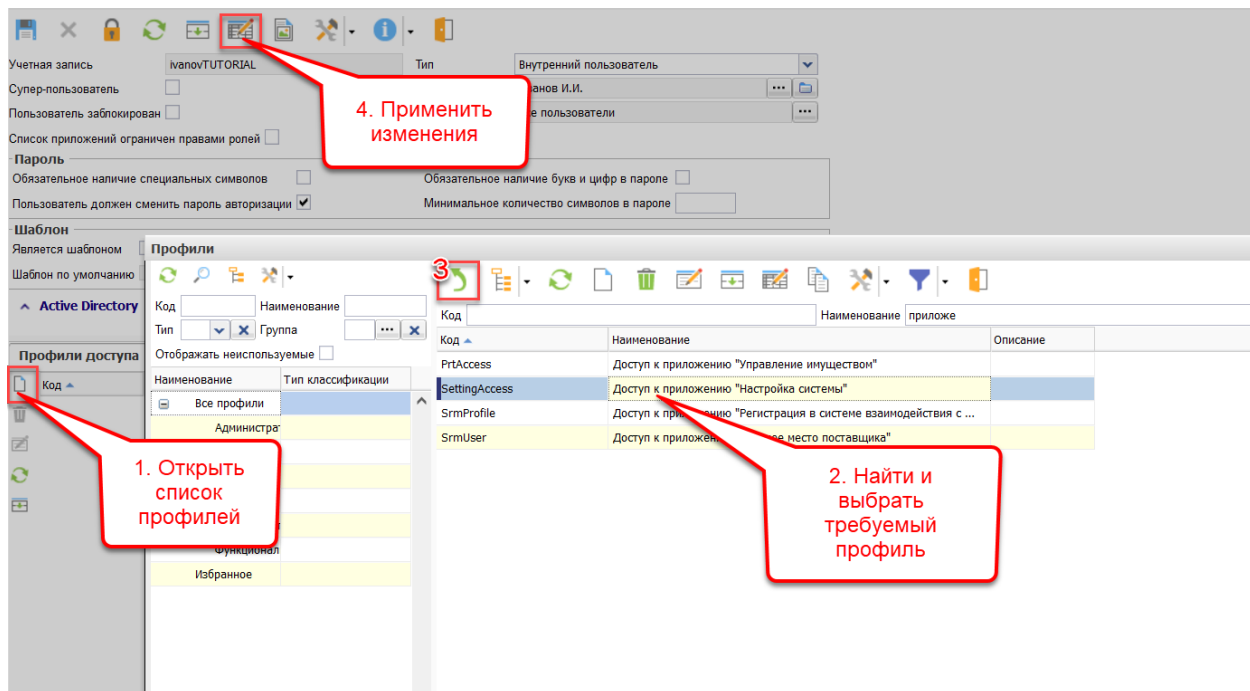 Учетная запись ivanovTUTORIAL Тип Внутренний пользователь
Супер-пользователь И.И.
Пользователь заблокирован пользователи
Список приложений ограничен правами ролей
4. Применить
изменения
Пароль
Обязательное наличие специальных символов Обязательное наличие букв и цифр в пароле
Пользователь должен сменить пароль авторизации Минимальное количество символов в пароле
Шаблон
Является шаблоном
Шаблон по умолчанию
Active Directory
Профили доступа
Код
1. Открыть
список
профилей
Профили
Код Наименование
Тип Группа
Отображать неиспользуемые
Наименование Тип классификации
Все профили
Избранное
3
Код Наименование приложе
Код Наименование Описание
PrtAccess Доступ к приложению "Управление имуществом"
SettingAccess Доступ к приложению "Настройка системы"
SrmProfile Доступ к приложению "Регистрация в системе взаимодействия с ...
SrmUser Доступ к место поставщика"
2. Найти и
выбрать
требуемый
профиль